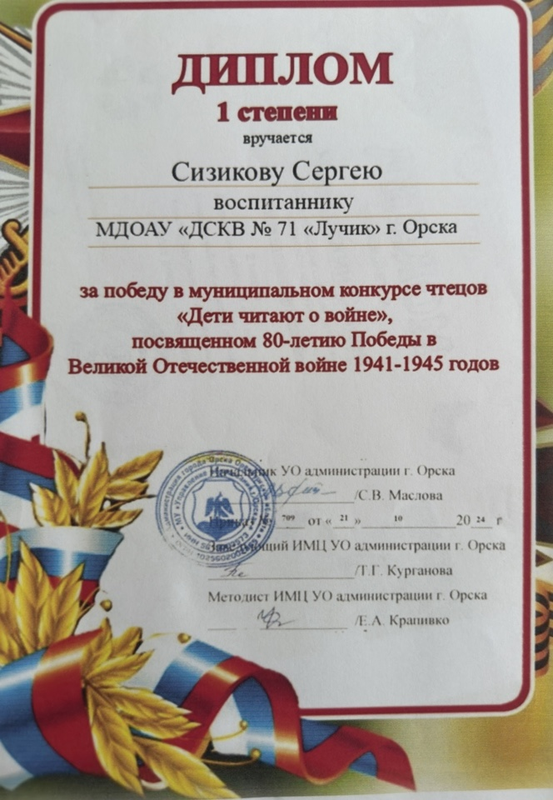 ДИПЛОМ
1 степени
вручается
Сизикову Сергею
воспитаннику
МДОАУ «ДСКВ № 71 «Лучик» г. Орска
за победу в муниципальном конкурсе чтецов
«Дети читают о войне»,
посвященном 80-летию Победы в
Великой Отечественной войне 1941-1945 годов
Начальник УО администрации г. Орска
/С.В. Маслова
Приказ № 709 от « 21 » 10 20 24 г
Заведующий ИМЦ УО администрации г. Орска
/Т.Г. Курганова
Методист ИМЦ УО администрации г. Орска
/Е.А. Крапивко